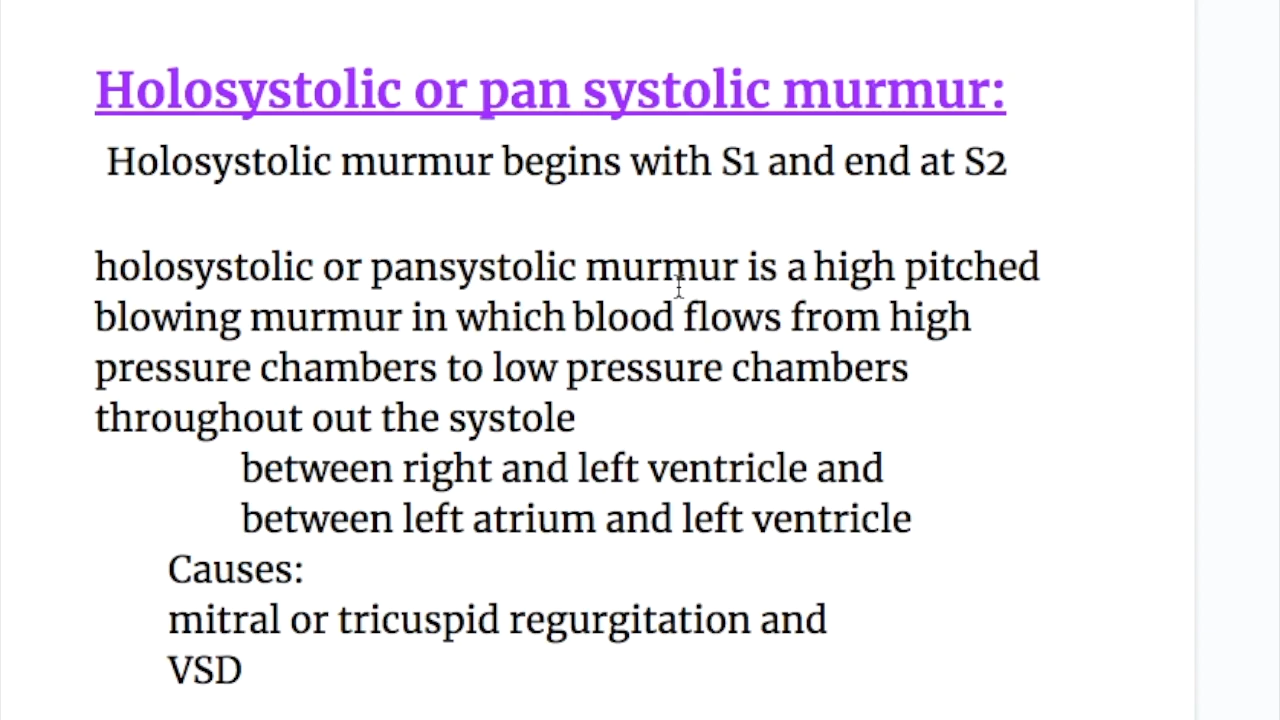 Holosystolic or pan systolic murmur:
Holosystolic murmur begins with S1 and end at S2
holosystolic or pansystolic murmur is a high pitched
blowing murmur in which blood flows from high
pressure chambers to low pressure chambers
throughout out the systole
between right and left ventricle and
between left atrium and left ventricle
Causes:
mitral or tricuspid regurgitation and
VSD